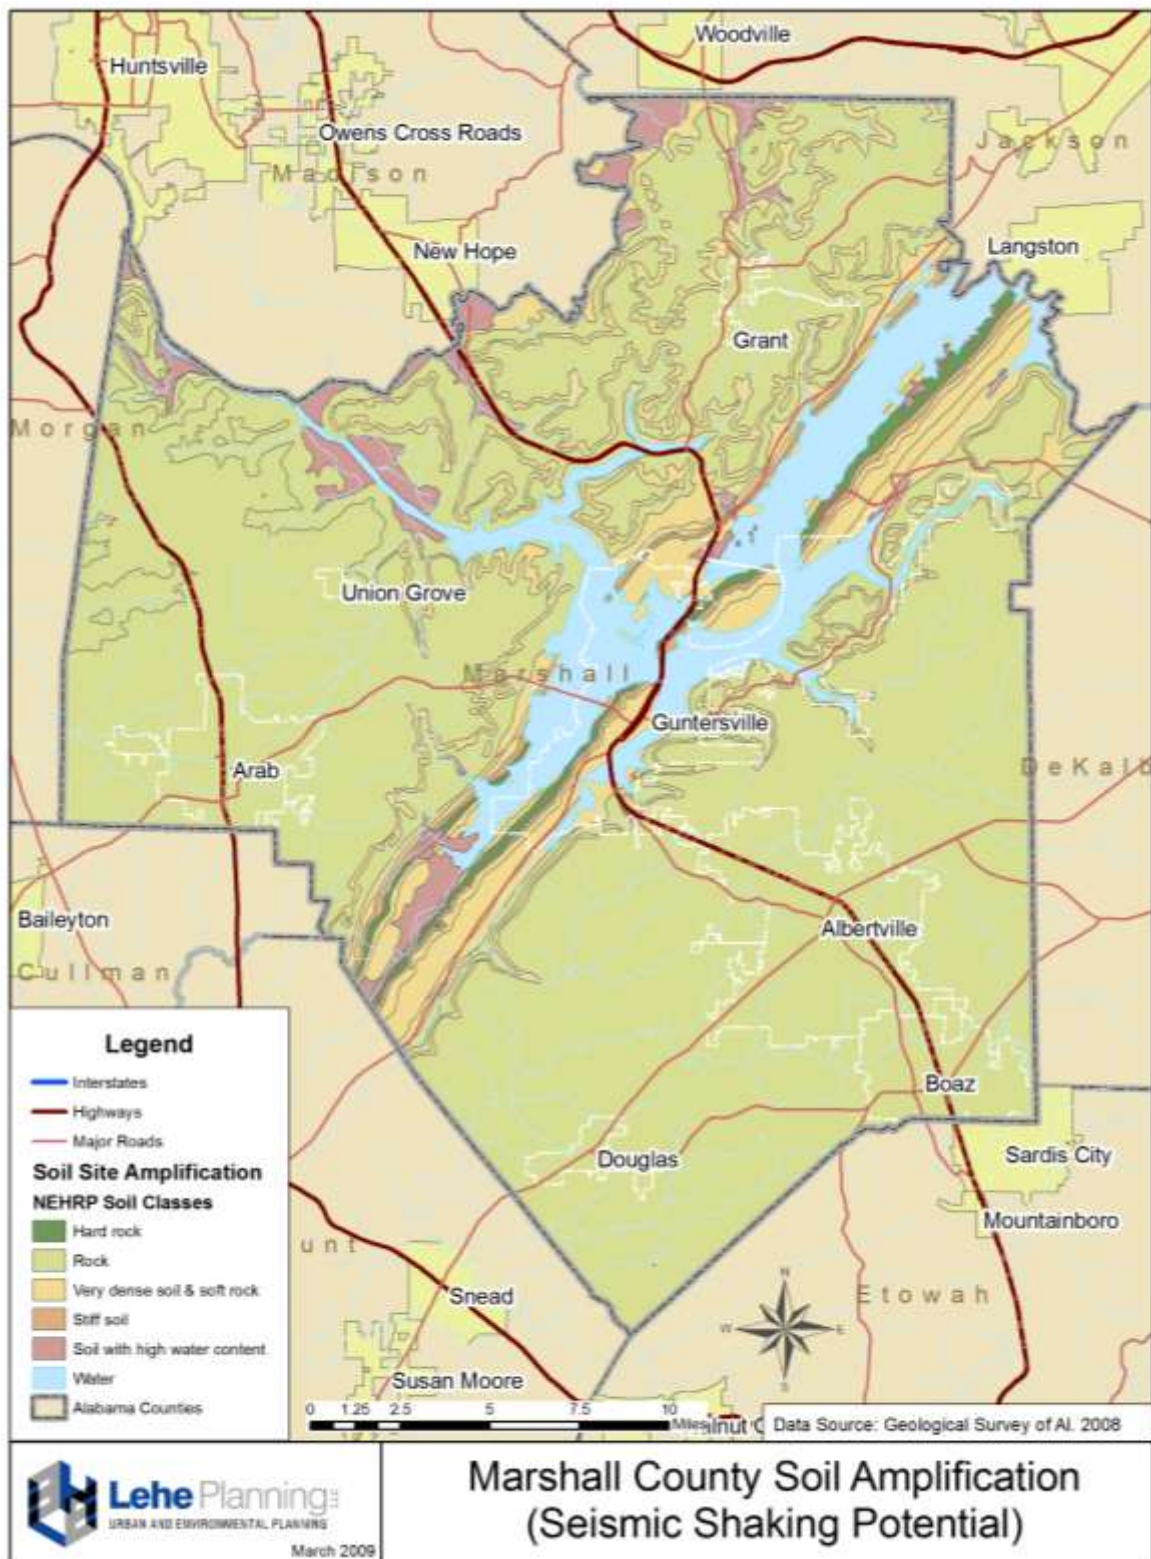 Woodville
Huntsville
Owens Cross Roads
Jackson
Madison
New Hope
Langston
Grant
Morgan
Union Grove
Marshall
Guntersville
Arab
DeKalb
Baileyton
Albertville
Cullman
Boaz
Douglas
Sardis City
Mountainboro
unt
Snead
Etowah
Susan Moore
Legend
Interstates
Highways
Major Roads
Soil Site Amplification
NEHRP Soil Classes
Hard rock
Rock
Very dense soil & soft rock
Stiff soil
Soil with high water content
Water
Alabama Counties
N
W E
S
0 1.25 2.5 5 7.5 10
Miles
Data Source: Geological Survey of Al. 2008
Lehe Planning LLC
URBAN AND ENVIRONMENTAL PLANNING
March 2009
Marshall County Soil Amplification
(Seismic Shaking Potential)